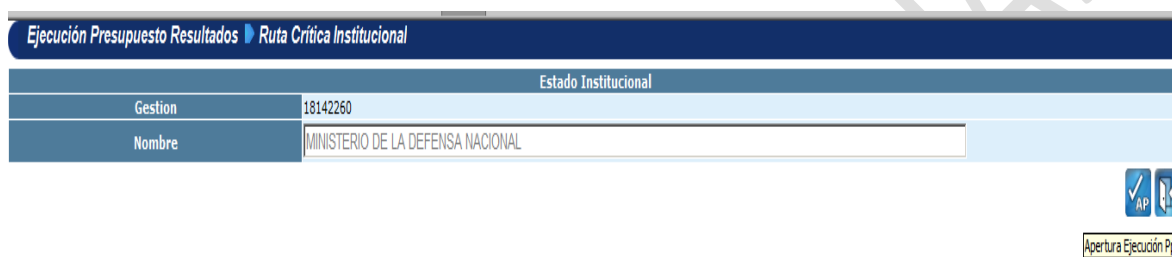 Ejecución Presupuesto Resultados Ruta Crítica Institucional
Estado Institucional
Gestion 18142260
Nombre MINISTERIO DE LA DEFENSA NACIONAL
AP
Apertura Ejecución